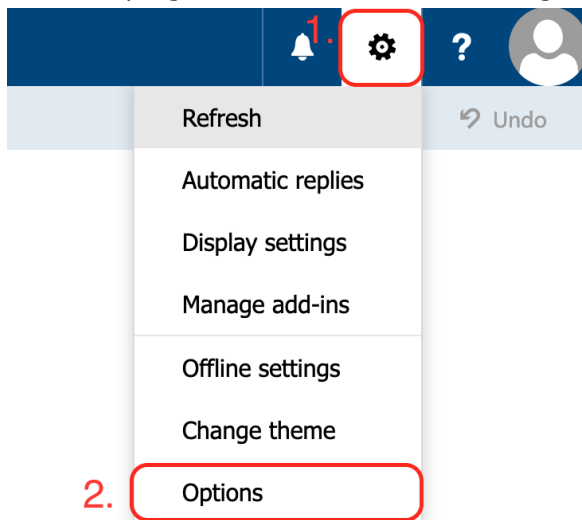 1.
?
Refresh
Undo
Automatic replies
Display settings
Manage add-ins
Offline settings
Change theme
2. Options